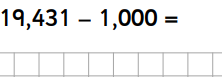 19,431 – 1,000 =